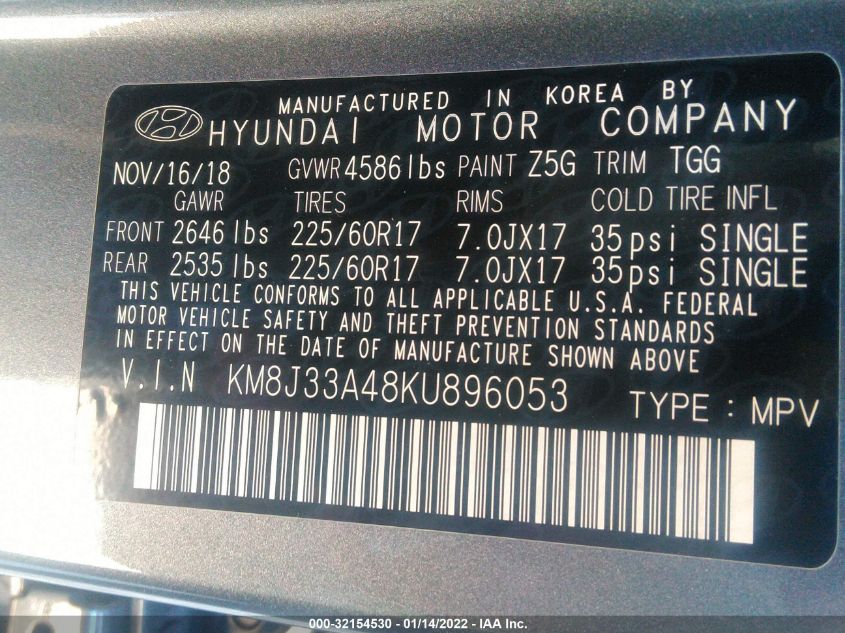 MANUFACTURED IN KOREA BY
HYUNDAI MOTOR COMPANY
NOV/16/18 GVWR 4586 lbs PAINT Z5G TRIM TGG
GAWR TIRES RIMS COLD TIRE INFL
FRONT 2646 lbs 225/60R17 7.0JX17 35psi SINGLE
REAR 2535 lbs 225/60R17 7.0JX17 35psi SINGLE
THIS VEHICLE CONFORMS TO ALL APPLICABLE U.S.A. FEDERAL
MOTOR VEHICLE SAFETY AND THEFT PREVENTION STANDARDS
IN EFFECT ON THE DATE OF MANUFACTURE SHOWN ABOVE
V.I.N KM8J33A48KU896053 TYPE : MPV
000-32154530 - 01/14/2022 - IAA Inc.